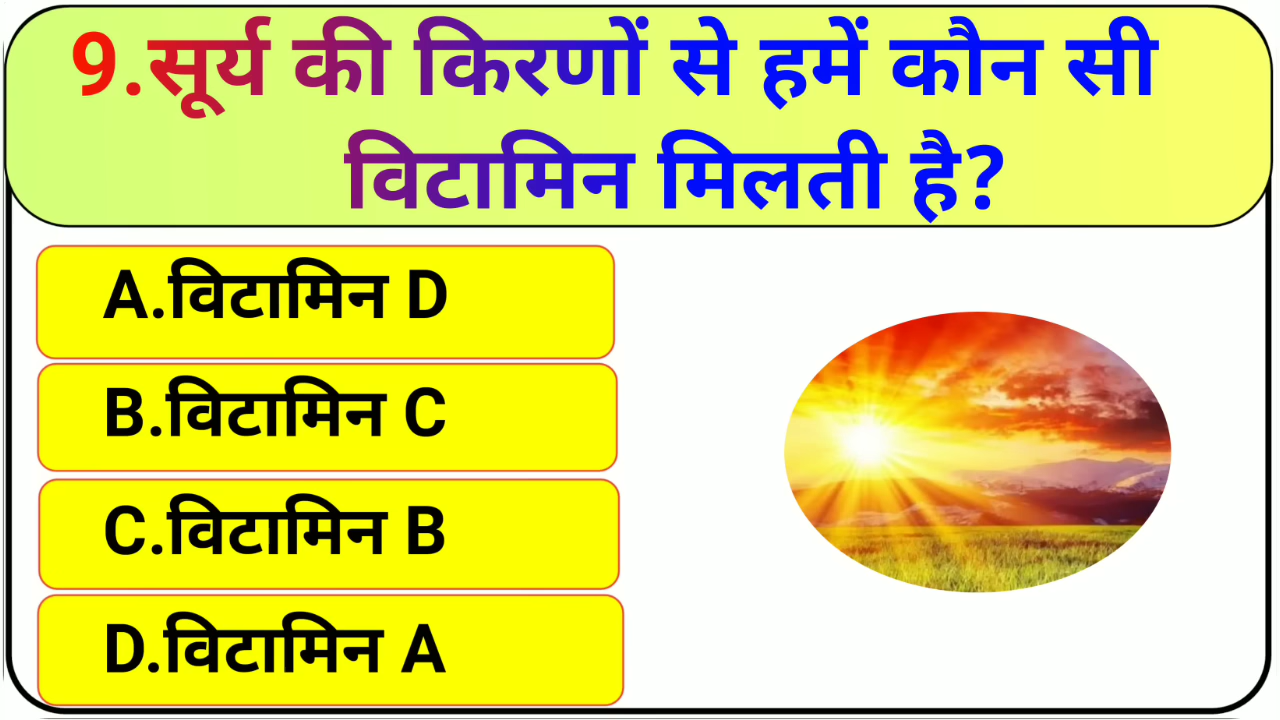 9.सूर्य की किरणों से हमें कौन सी
विटामिन मिलती है?
A.विटामिन D
B.विटामिन C
C.विटामिन B
D.विटामिन A